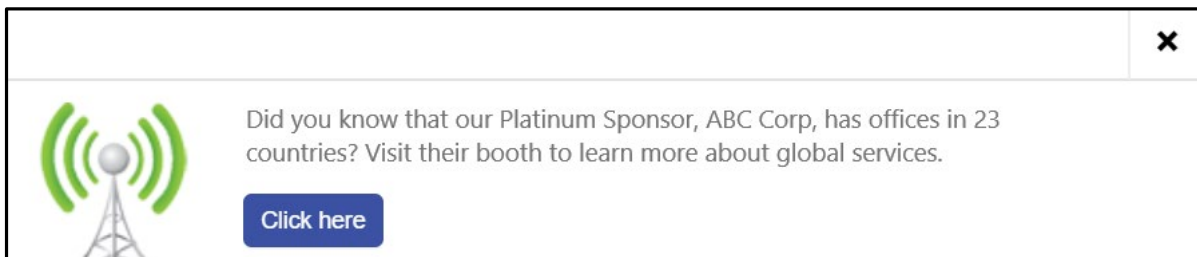 Did you know that our Platinum Sponsor, ABC Corp, has offices in 23
countries? Visit their booth to learn more about global services.
Click here